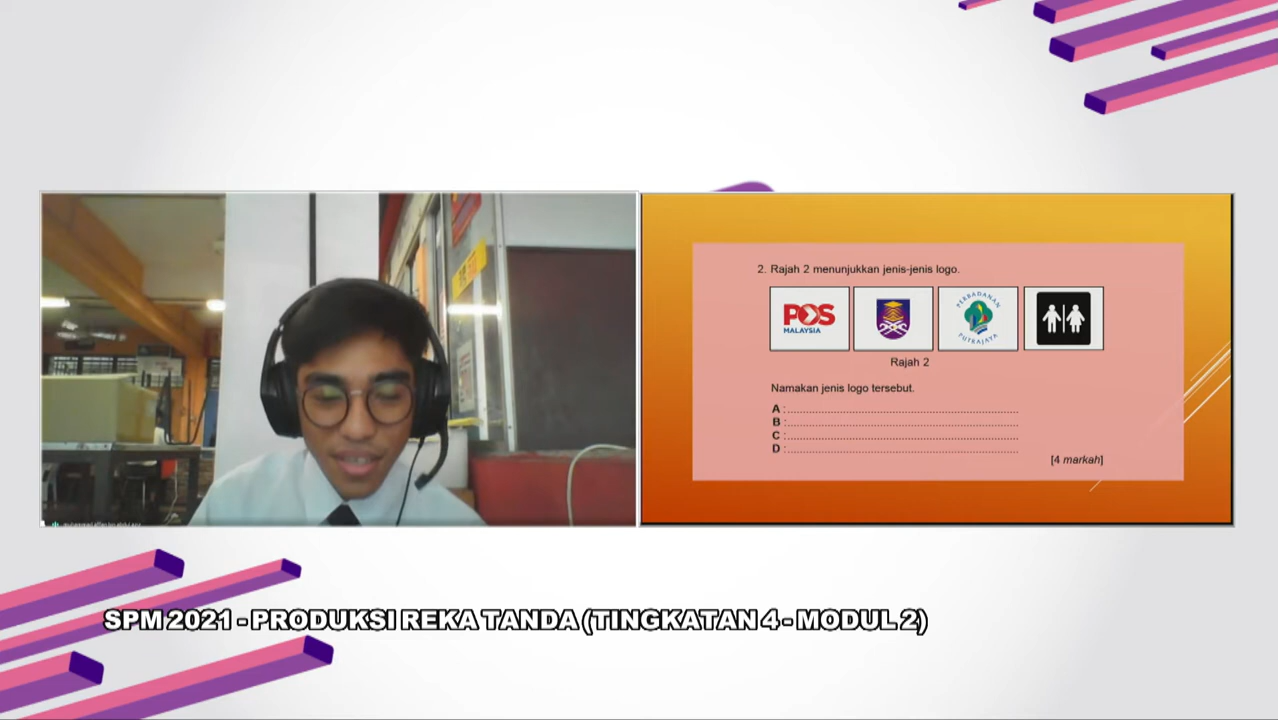 2. Rajah 2 menunjukkan jenis-jenis logo.
POS
MALAYSIA
PERBADANAN
PUTRAJAYA
Rajah 2
Namakan jenis logo tersebut.
A :
B :
C :
D :
[4 markah]
SPM 2021 - PRODUKSI REKA TANDA (TINGKATAN 4 - MODUL 2)